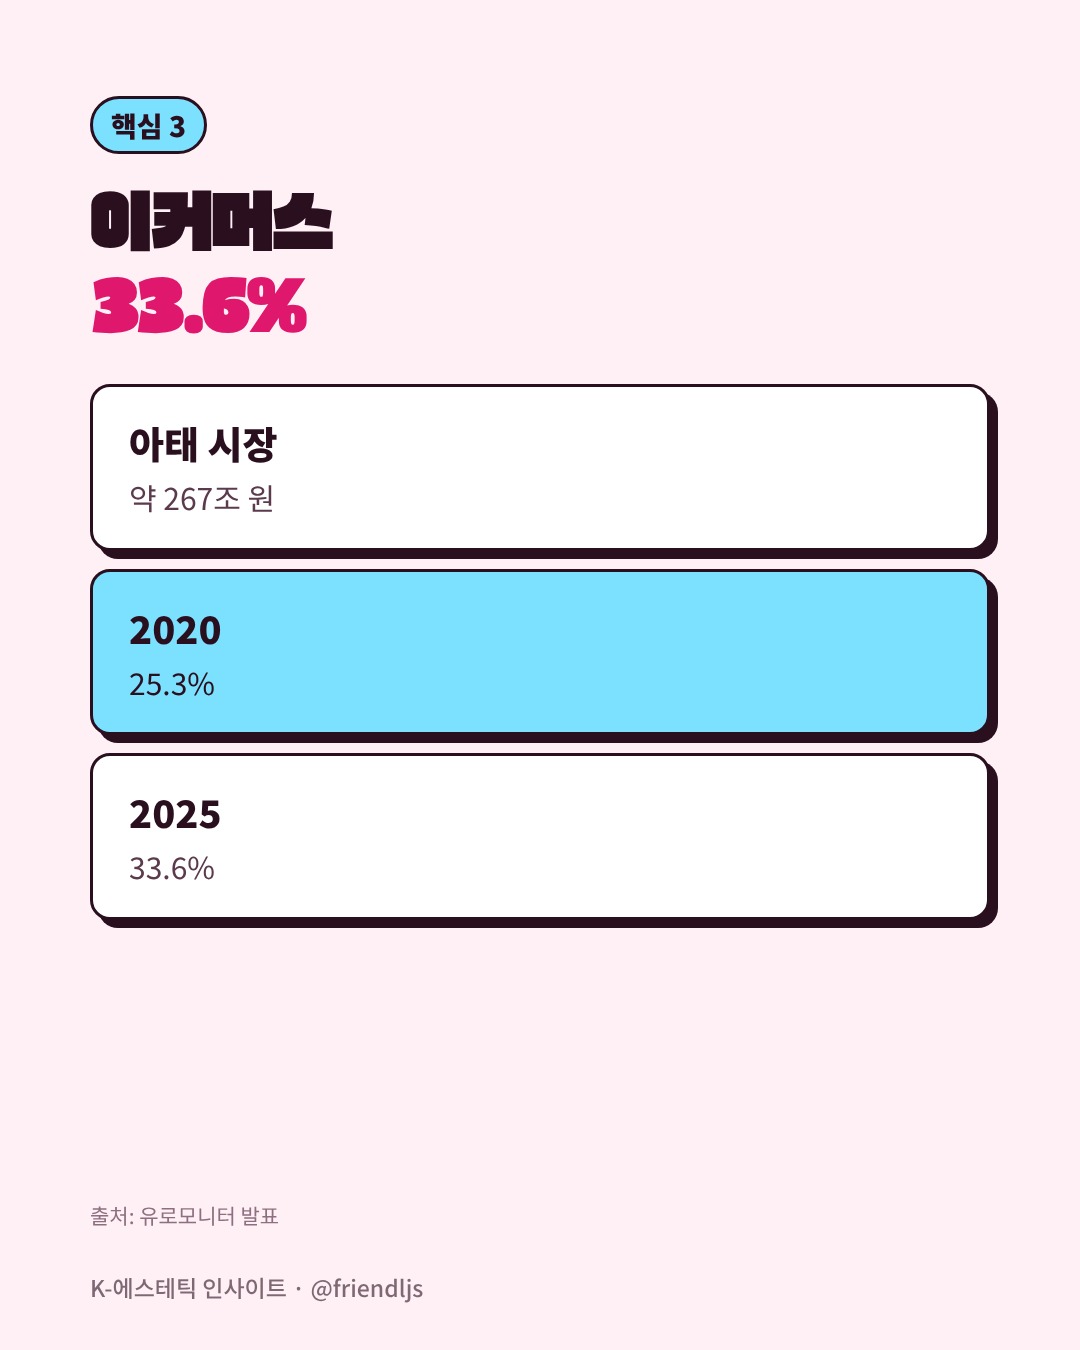 핵심 3
이커머스
33.6%
아태 시장
약 267조 원
2020
25.3%
2025
33.6%
출처: 유로모니터 발표
K-에스테틱 인사이트 · @friendljs